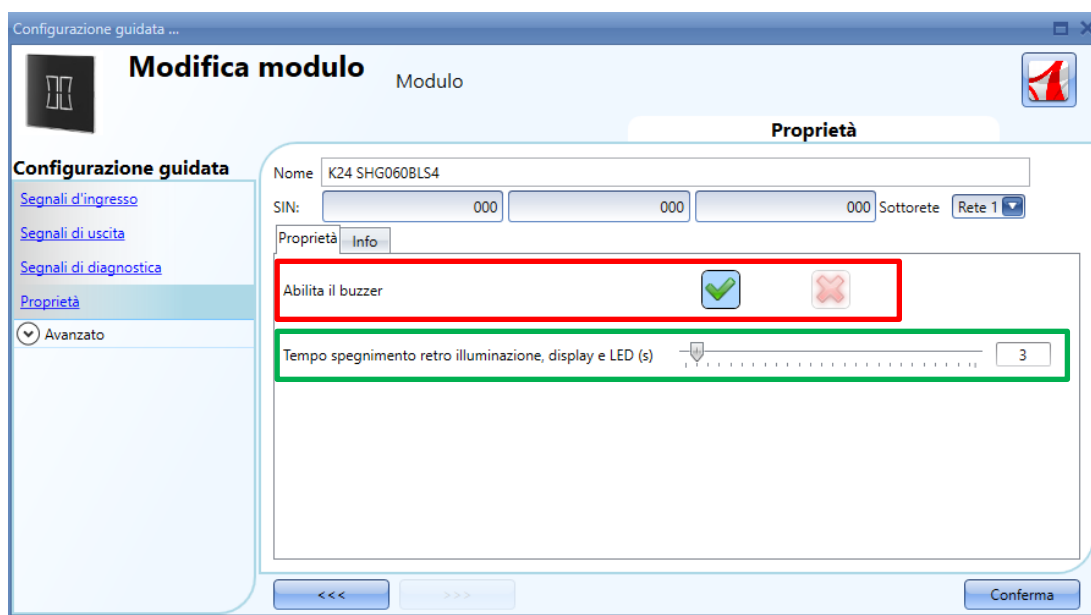 Configurazione guidata ...
Modifica modulo
Modulo
Proprietà
Configurazione guidata
Segnali d'ingresso
Segnali di uscita
Segnali di diagnostica
Proprietà
Avanzato
Nome K24 SHG060BLS4
SIN: 000 000 000 Sottorete Rete 1
Proprietà Info
Abilita il buzzer
Tempo spegnimento retro illuminazione, display e LED (s) 3
<<< >>> Conferma